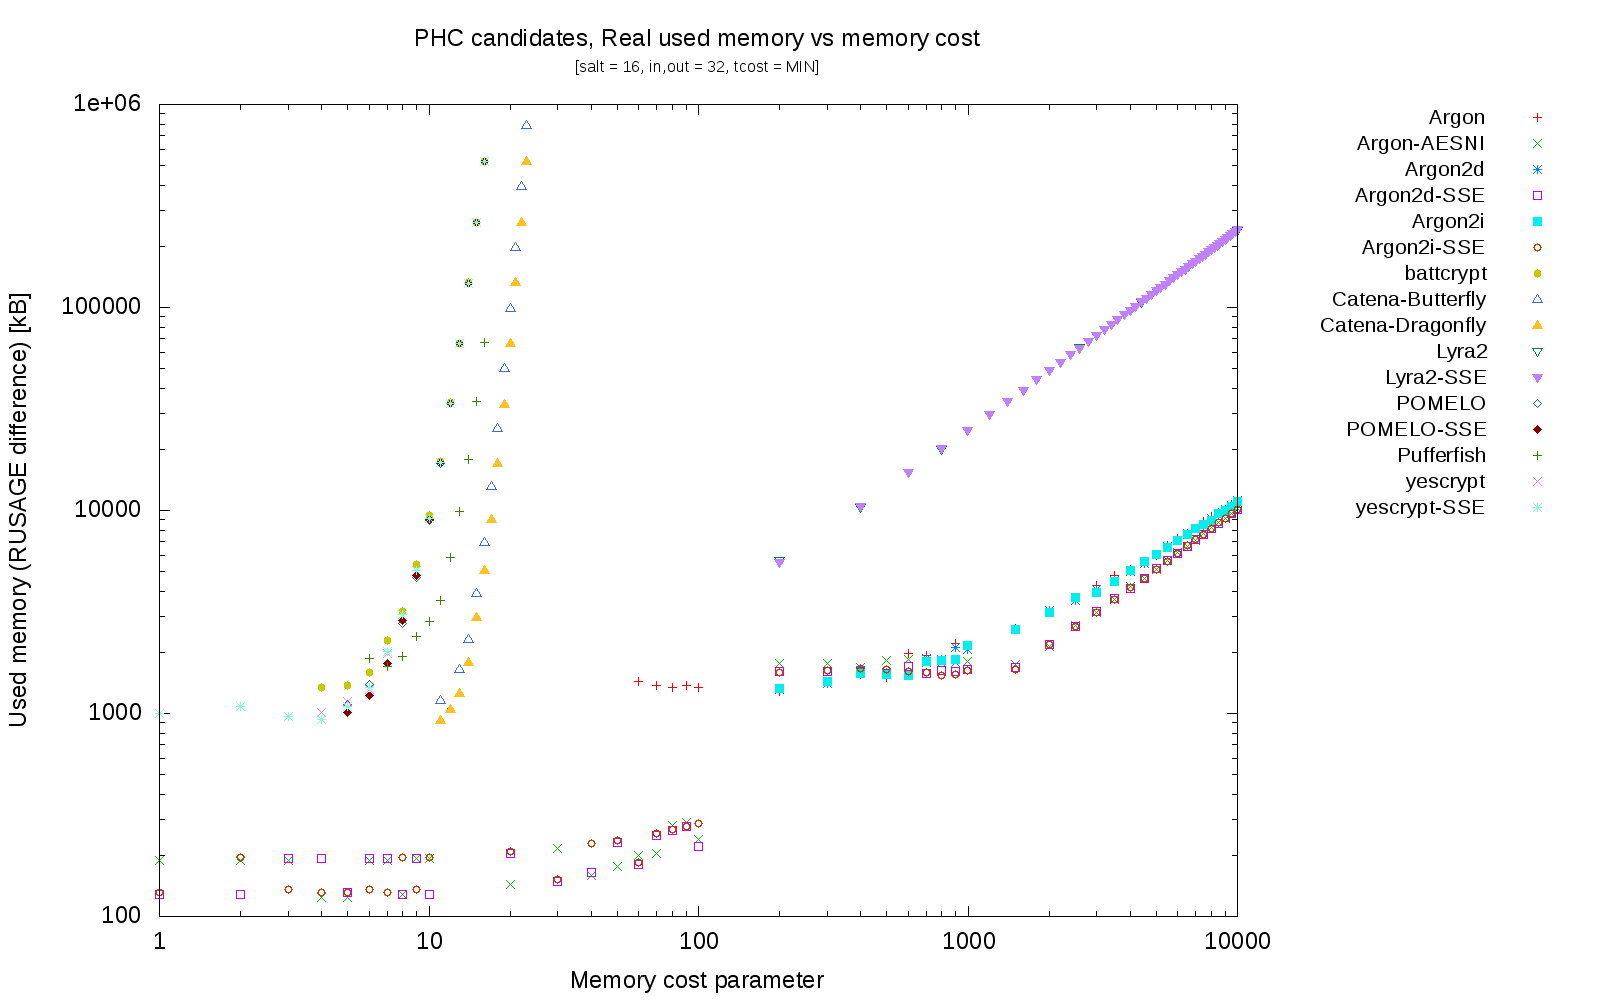 PHC candidates, Real used memory vs memory cost
[salt = 16, in,out = 32, tcost = MIN]
Used memory (RUSAGE difference) [kB]
1e+06
100000
10000
1000
100
1
10
100
1000
10000
Memory cost parameter
Argon
Argon-AESNI
Argon2d
Argon2d-SSE
Argon2i
Argon2i-SSE
battcrypt
Catena-Butterfly
Catena-Dragonfly
Lyra2
Lyra2-SSE
POMELO
POMELO-SSE
Pufferfish
yescrypt
yescrypt-SSE